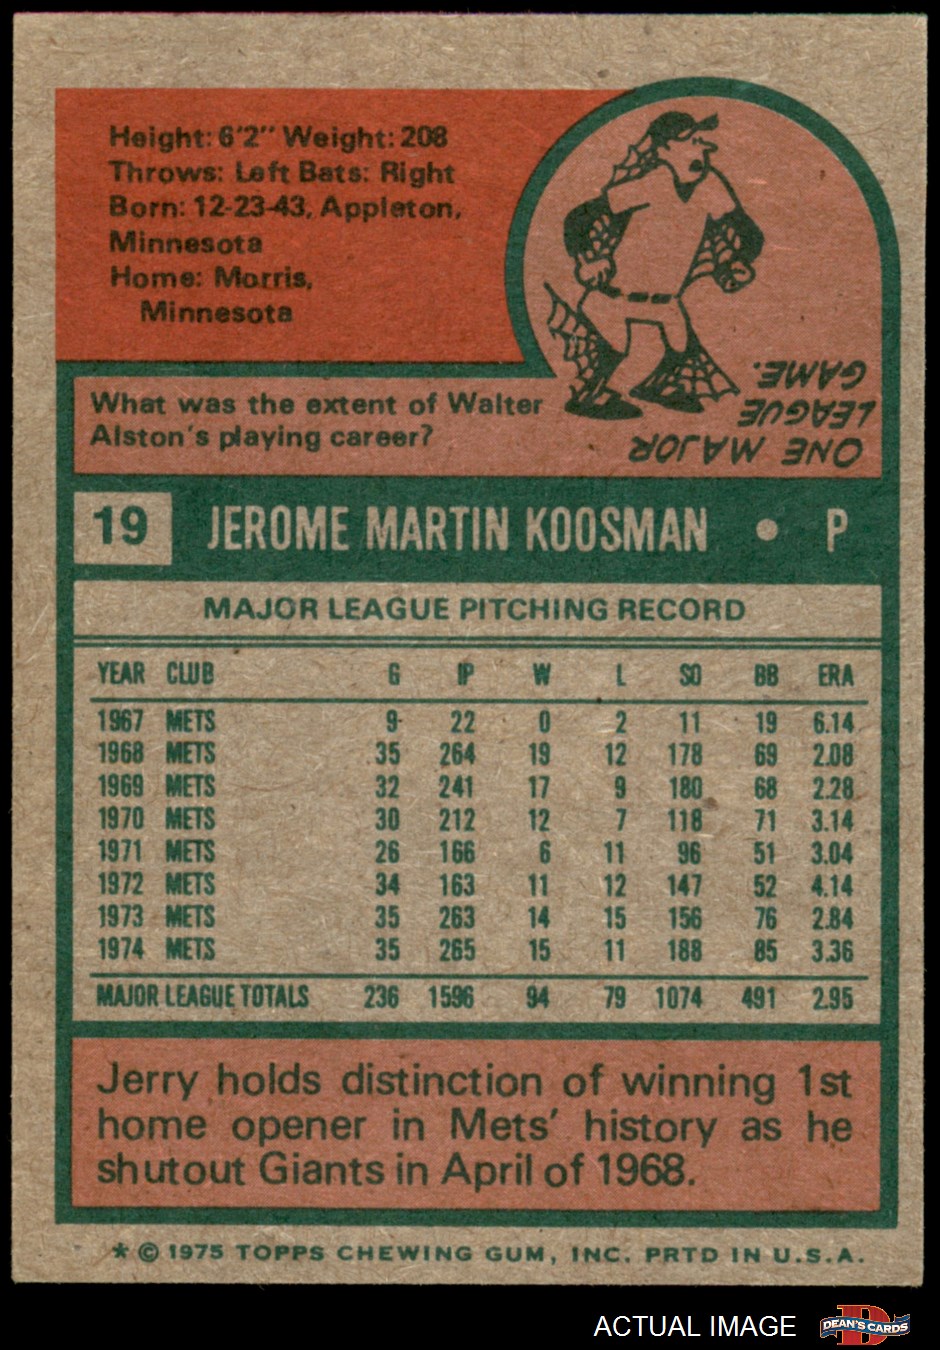 Height: 6'2" Weight: 208
Throws: Left Bats: Right
Born: 12-23-43, Appleton,
Minnesota
Home: Morris,
Minnesota
What was the extent of Walter
Alston's playing career?
ONE MAJOR
LEAGUE
GAME.
19 JEROME MARTIN KOOSMAN • P
MAJOR LEAGUE PITCHING RECORD
YEAR CLUB G IP W L SO BB ERA
1967 METS 9 22 0 2 11 19 6.14
1968 METS 35 264 19 12 178 69 2.08
1969 METS 32 241 17 9 180 68 2.28
1970 METS 30 212 12 7 118 71 3.14
1971 METS 26 166 6 11 96 51 3.04
1972 METS 34 163 11 12 147 52 4.14
1973 METS 35 263 14 15 156 76 2.84
1974 METS 35 265 15 11 188 85 3.36
MAJOR LEAGUE TOTALS 236 1596 94 79 1074 491 2.95
Jerry holds distinction of winning 1st
home opener in Mets' history as he
shutout Giants in April of 1968.
* © 1975 TOPPS CHEWING GUM, INC. PRTD IN U.S.A.
ACTUAL IMAGE
DEAN'S CARDS